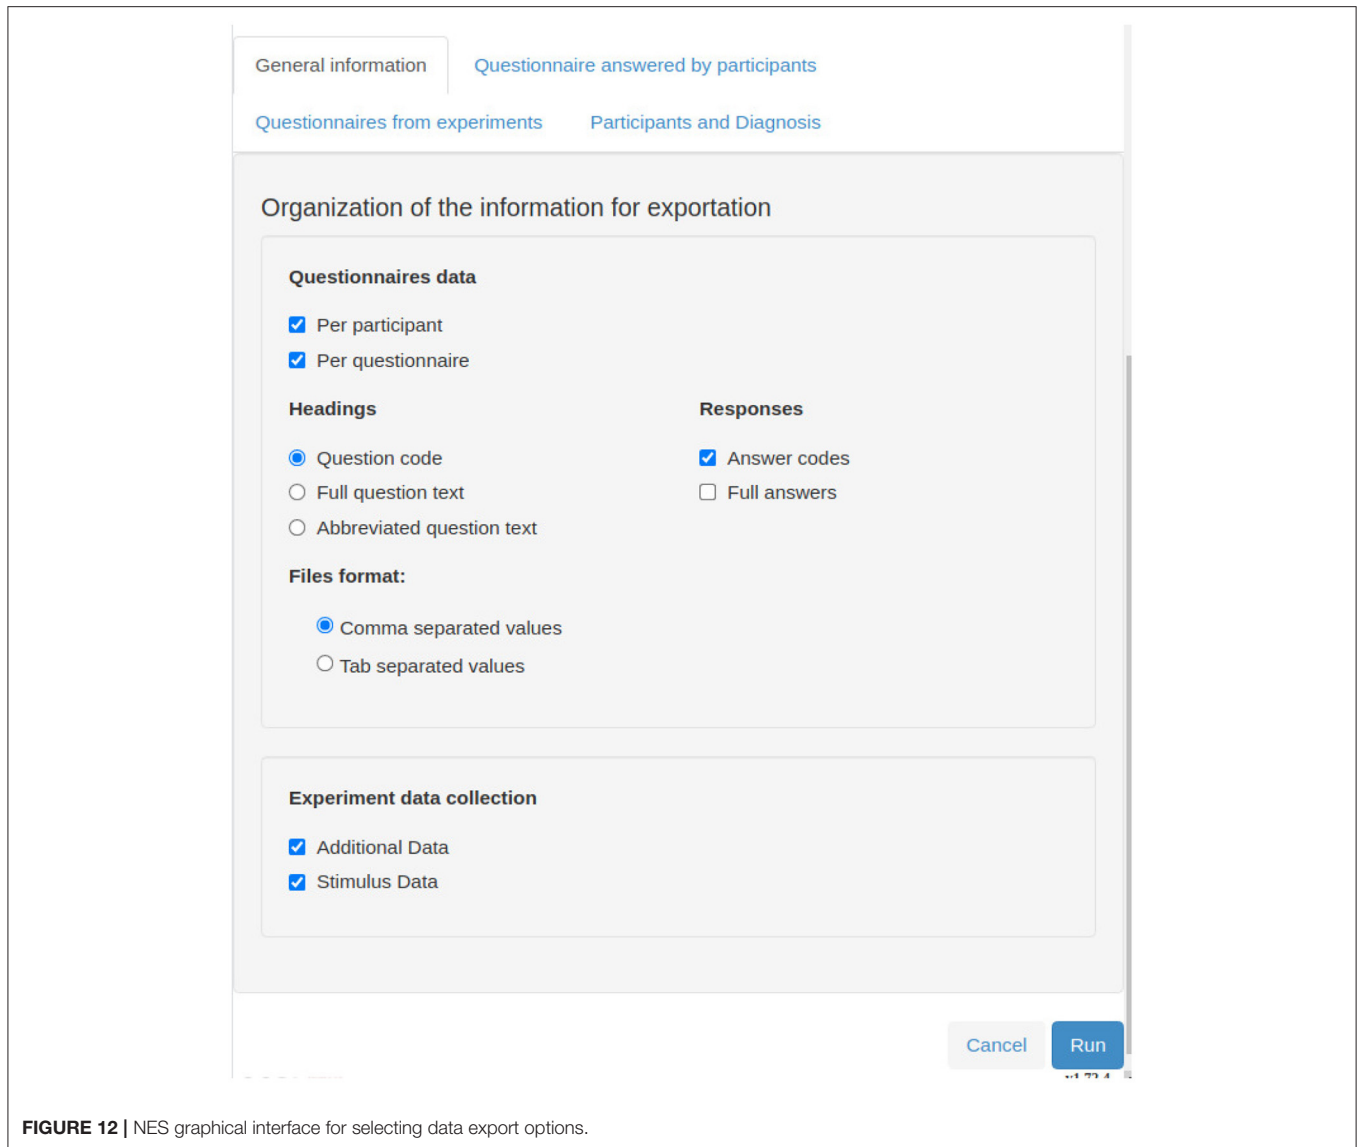 General information
Questionnaire answered by participants
Questionnaires from experiments
Participants and Diagnosis
Organization of the information for exportation
Questionnaires data
Per participant
Per questionnaire
Headings
Responses
Question code
Answer codes
Full question text
Full answers
Abbreviated question text
Files format:
Comma separated values
Tab separated values
Experiment data collection
Additional Data
Stimulus Data
Cancel
Run
FIGURE 12 | NES graphical interface for selecting data export options.